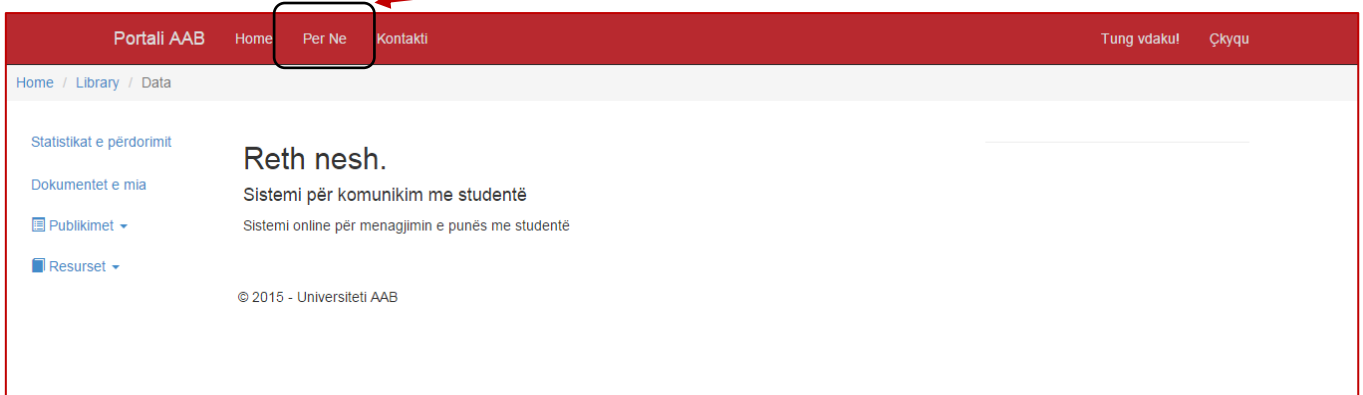 Portali AAB Home Per Ne Kontakti Tung vdaku! Çkyqu
Home / Library / Data
Statistikat e përdorimit
Dokumentet e mia
Publikimet
Resurset
Reth nesh.
Sistemi për komunikim me studentë
Sistemi online për menagjimin e punës me studentë
© 2015 - Universiteti AAB